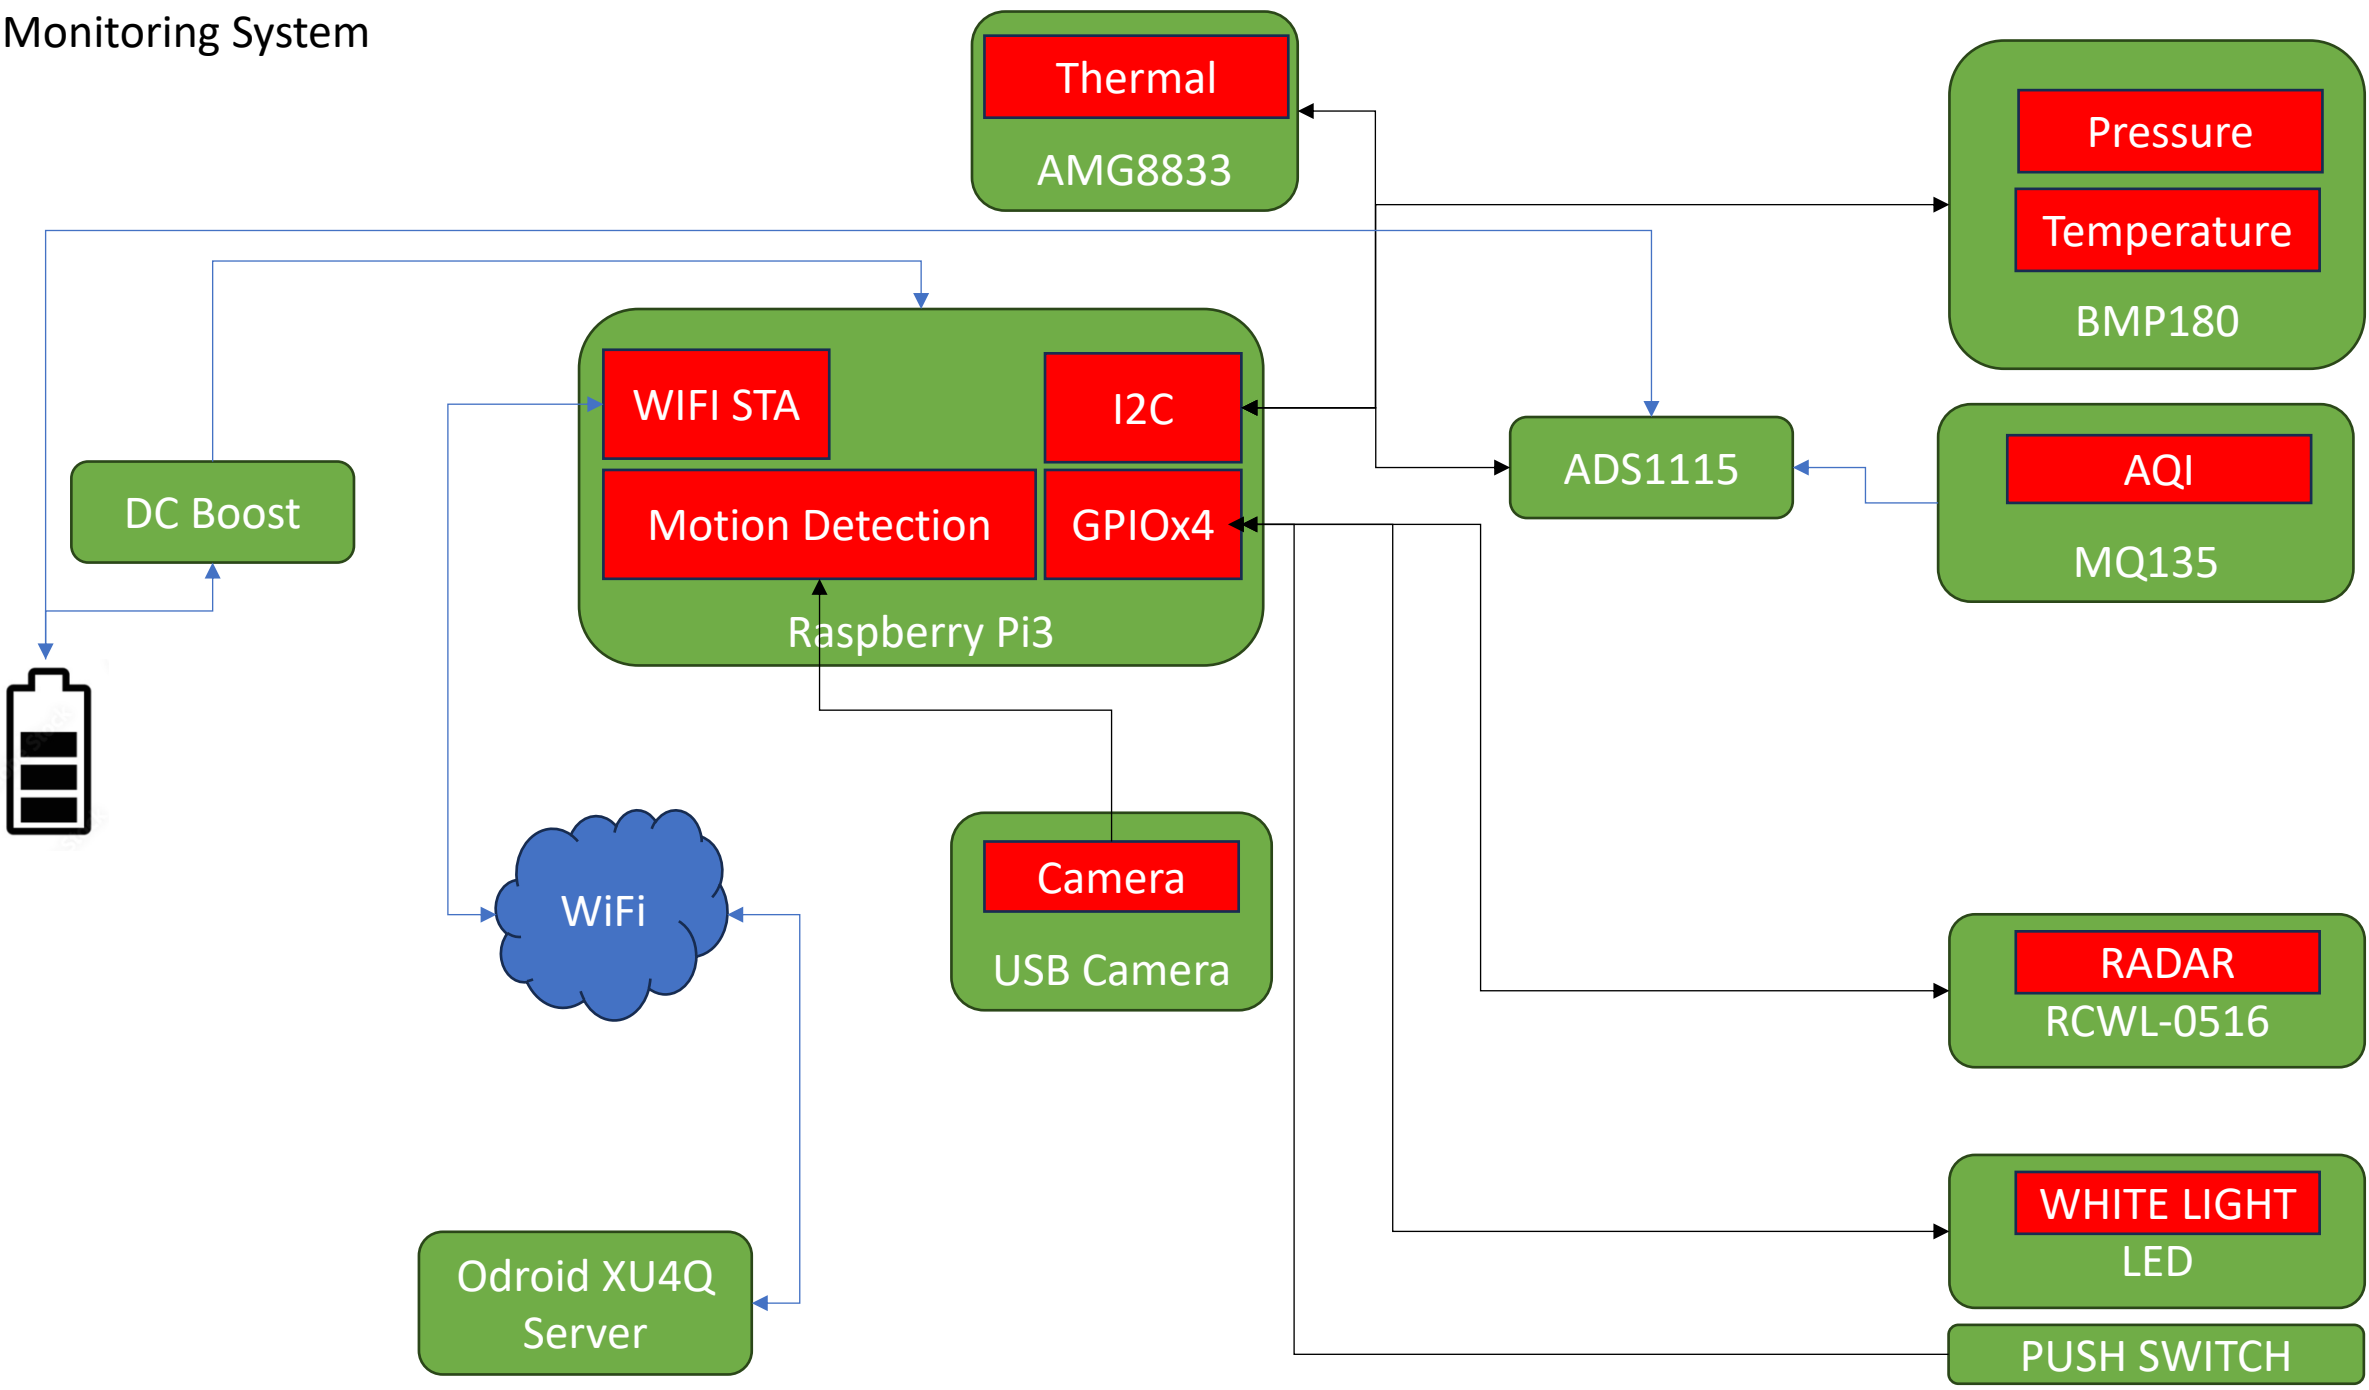 Monitoring System
Thermal
AMG8833
Pressure
Temperature
BMP180
WIFI STA
I2C
Motion Detection
GPIOx4
Raspberry Pi3
DC Boost
ADS1115
AQI
MQ135
WiFi
Camera
USB Camera
RADAR
RCWL-0516
WHITE LIGHT
LED
Odroid XU4Q
Server
PUSH SWITCH